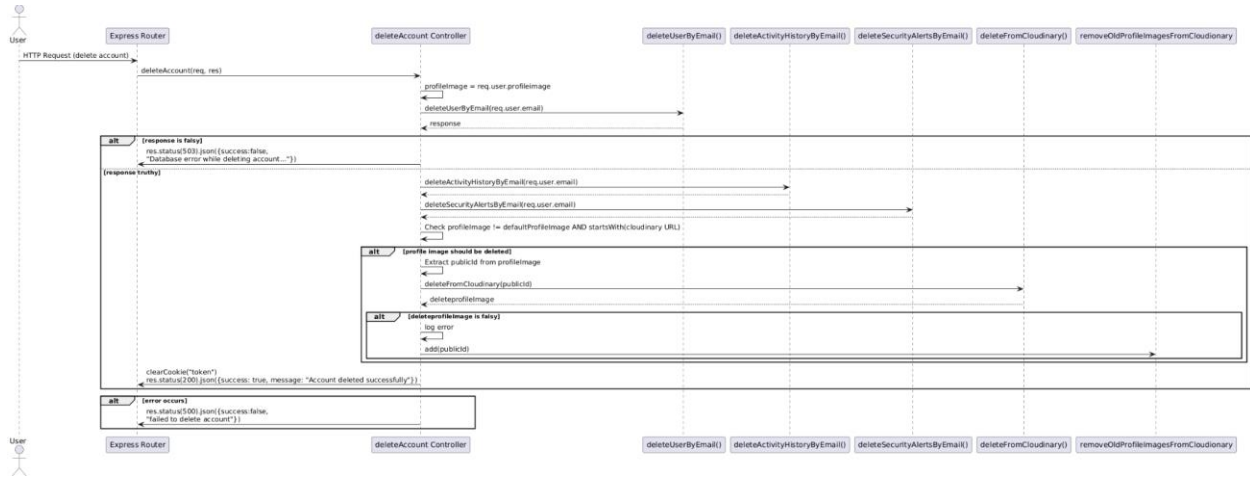 User
Express Router
deleteAccount Controller
deleteUserByEmail()
deleteActivityHistoryByEmail()
deleteSecurityAlertsByEmail()
deleteFromCloudinary()
removeOldProfileImagesFromCloudionary
HTTP Request (delete account)
deleteAccount(req, res)
profileImage = req.user.profileimage
deleteUserByEmail(req.user.email)
response
alt [response is falsy]
res.status(503).json({success:false,
"Database error while deleting account..."})
[response truthy]
deleteActivityHistoryByEmail(req.user.email)
deleteSecurityAlertsByEmail(req.user.email)
Check profileImage != defaultProfileImage AND startsWith(cloudinary URL)
alt [profile image should be deleted]
Extract publicId from profileImage
deleteFromCloudinary(publicId)
deleteprofileImage
alt [deleteprofileImage is falsy]
log error
add(publicId)
clearCookie("token")
res.status(200).json({success: true, message: "Account deleted successfully"})
alt [error occurs]
res.status(500).json({success:false,
"failed to delete account"})
User
Express Router
deleteAccount Controller
deleteUserByEmail()
deleteActivityHistoryByEmail()
deleteSecurityAlertsByEmail()
deleteFromCloudinary()
removeOldProfileImagesFromCloudionary